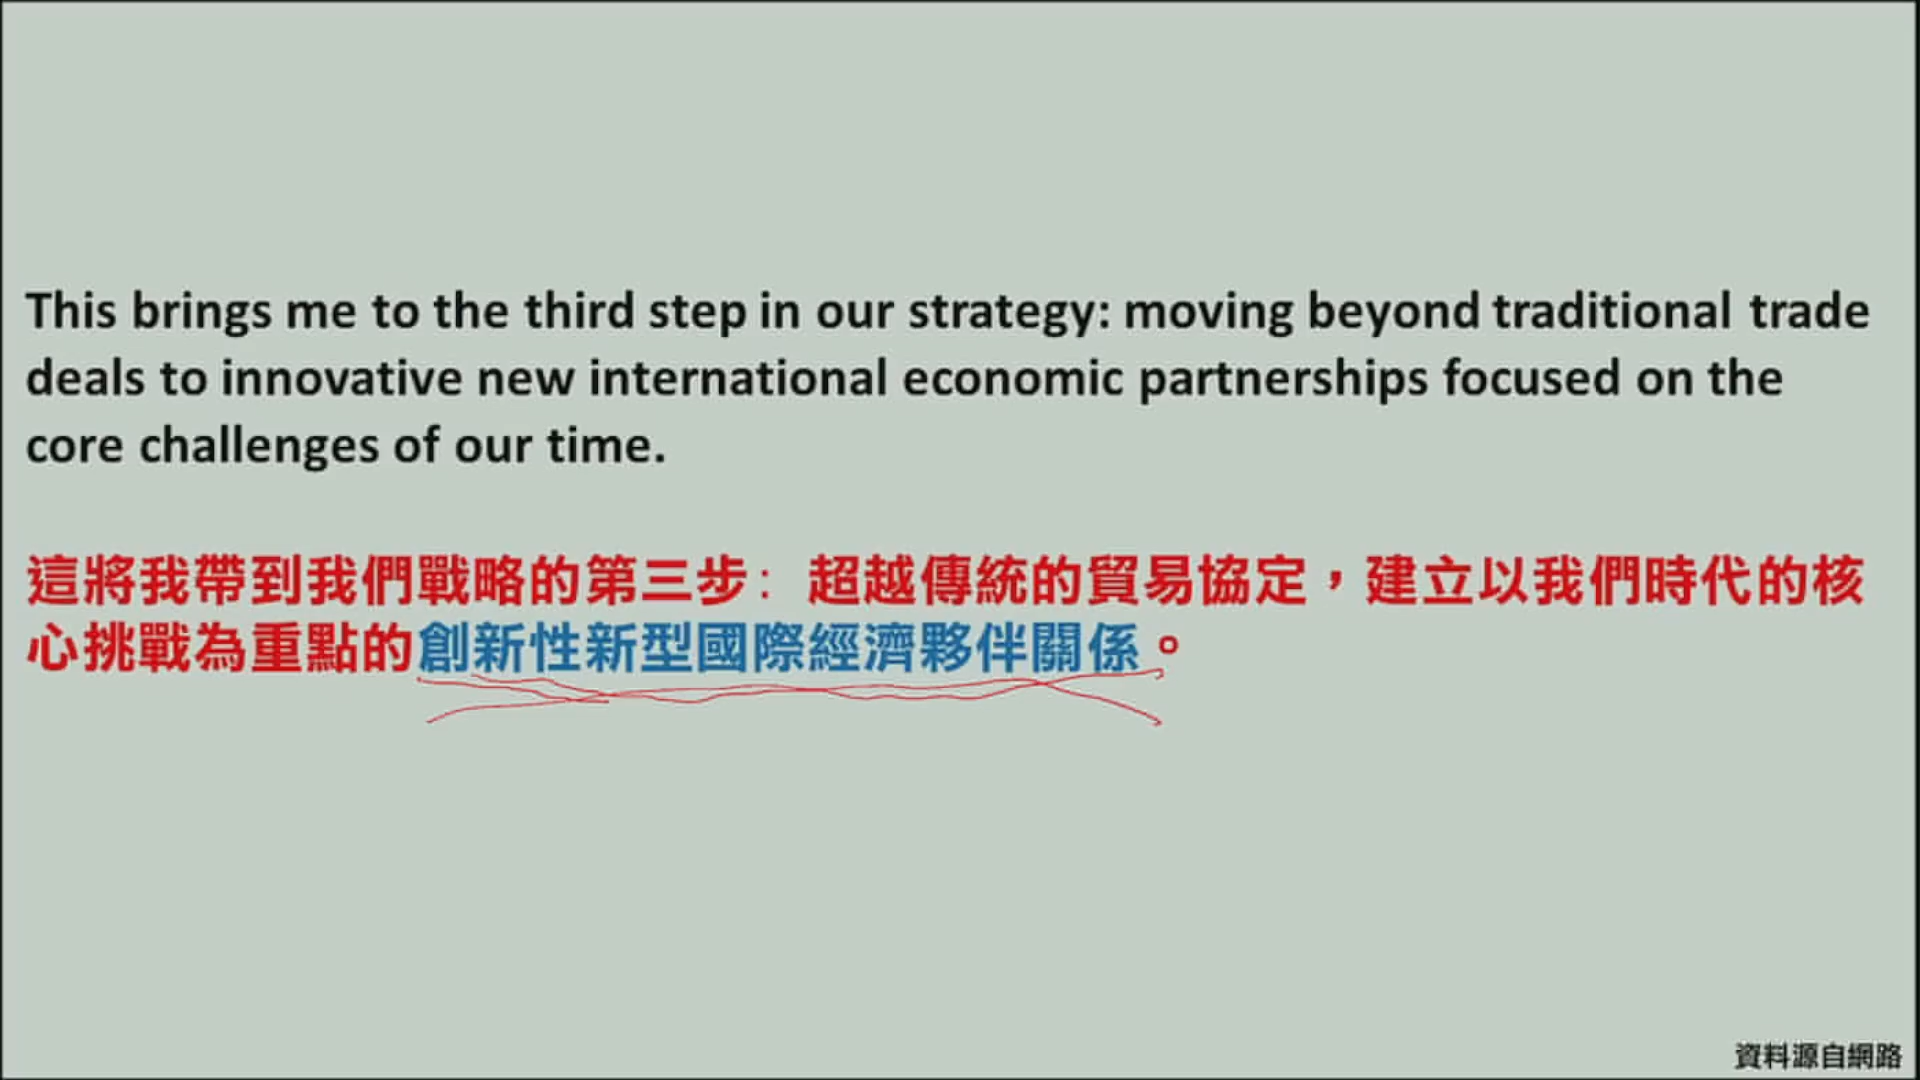 This brings me to the third step in our strategy: moving beyond traditional trade
deals to innovative new international economic partnerships focused on the
core challenges of our time.
這將我帶到我們戰略的第三步：超越傳統的貿易協定，建立以我們時代的核
心挑戰為重點的創新性新型國際經濟夥伴關係。
資料源自網路